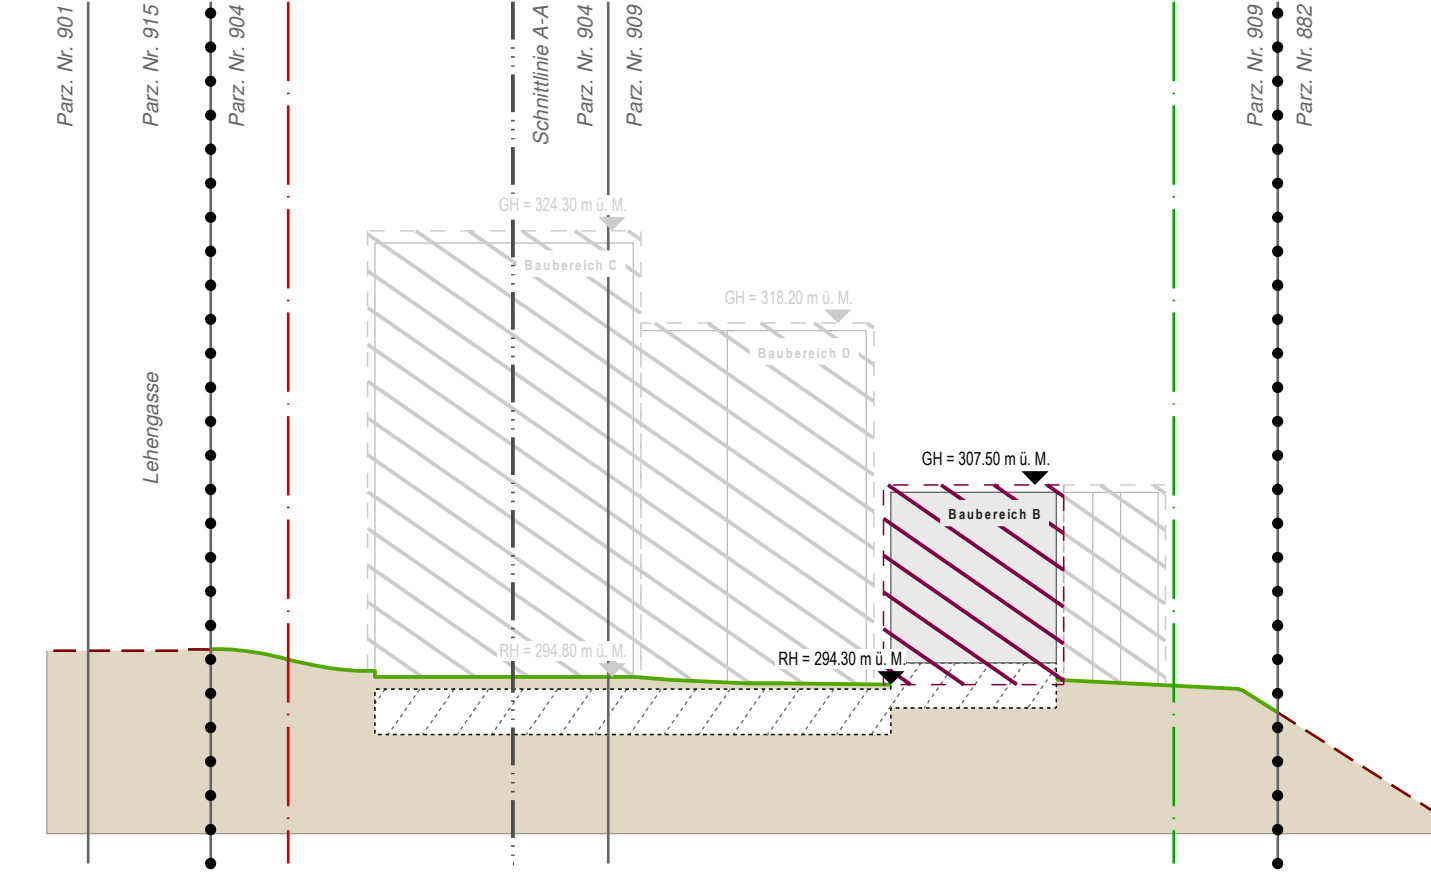 Parz. Nr. 901
Parz. Nr. 915
Parz. Nr. 904
Schnittlinie A-A
Parz. Nr. 904
Parz. Nr. 909
Parz. Nr. 909
Parz. Nr. 882
GH = 324.30 m ü. M.
Baubereich C
GH = 318.20 m ü. M.
Baubereich D
Lehengasse
GH = 307.50 m ü. M.
Baubereich B
RH = 294.80 m ü. M.
RH = 294.30 m ü. M.